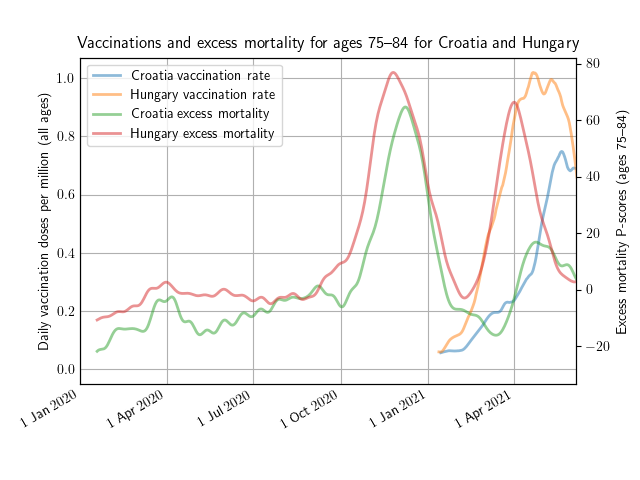 Vaccinations and excess mortality for ages 75–84 for Croatia and Hungary
Croatia vaccination rate
Hungary vaccination rate
Croatia excess mortality
Hungary excess mortality
Daily vaccination doses per million (all ages)
1.0
0.8
0.6
0.4
0.2
0.0
80
60
40
20
0
−20
Excess mortality P-scores (ages 75–84)
1 Jan 2020
1 Apr 2020
1 Jul 2020
1 Oct 2020
1 Jan 2021
1 Apr 2021